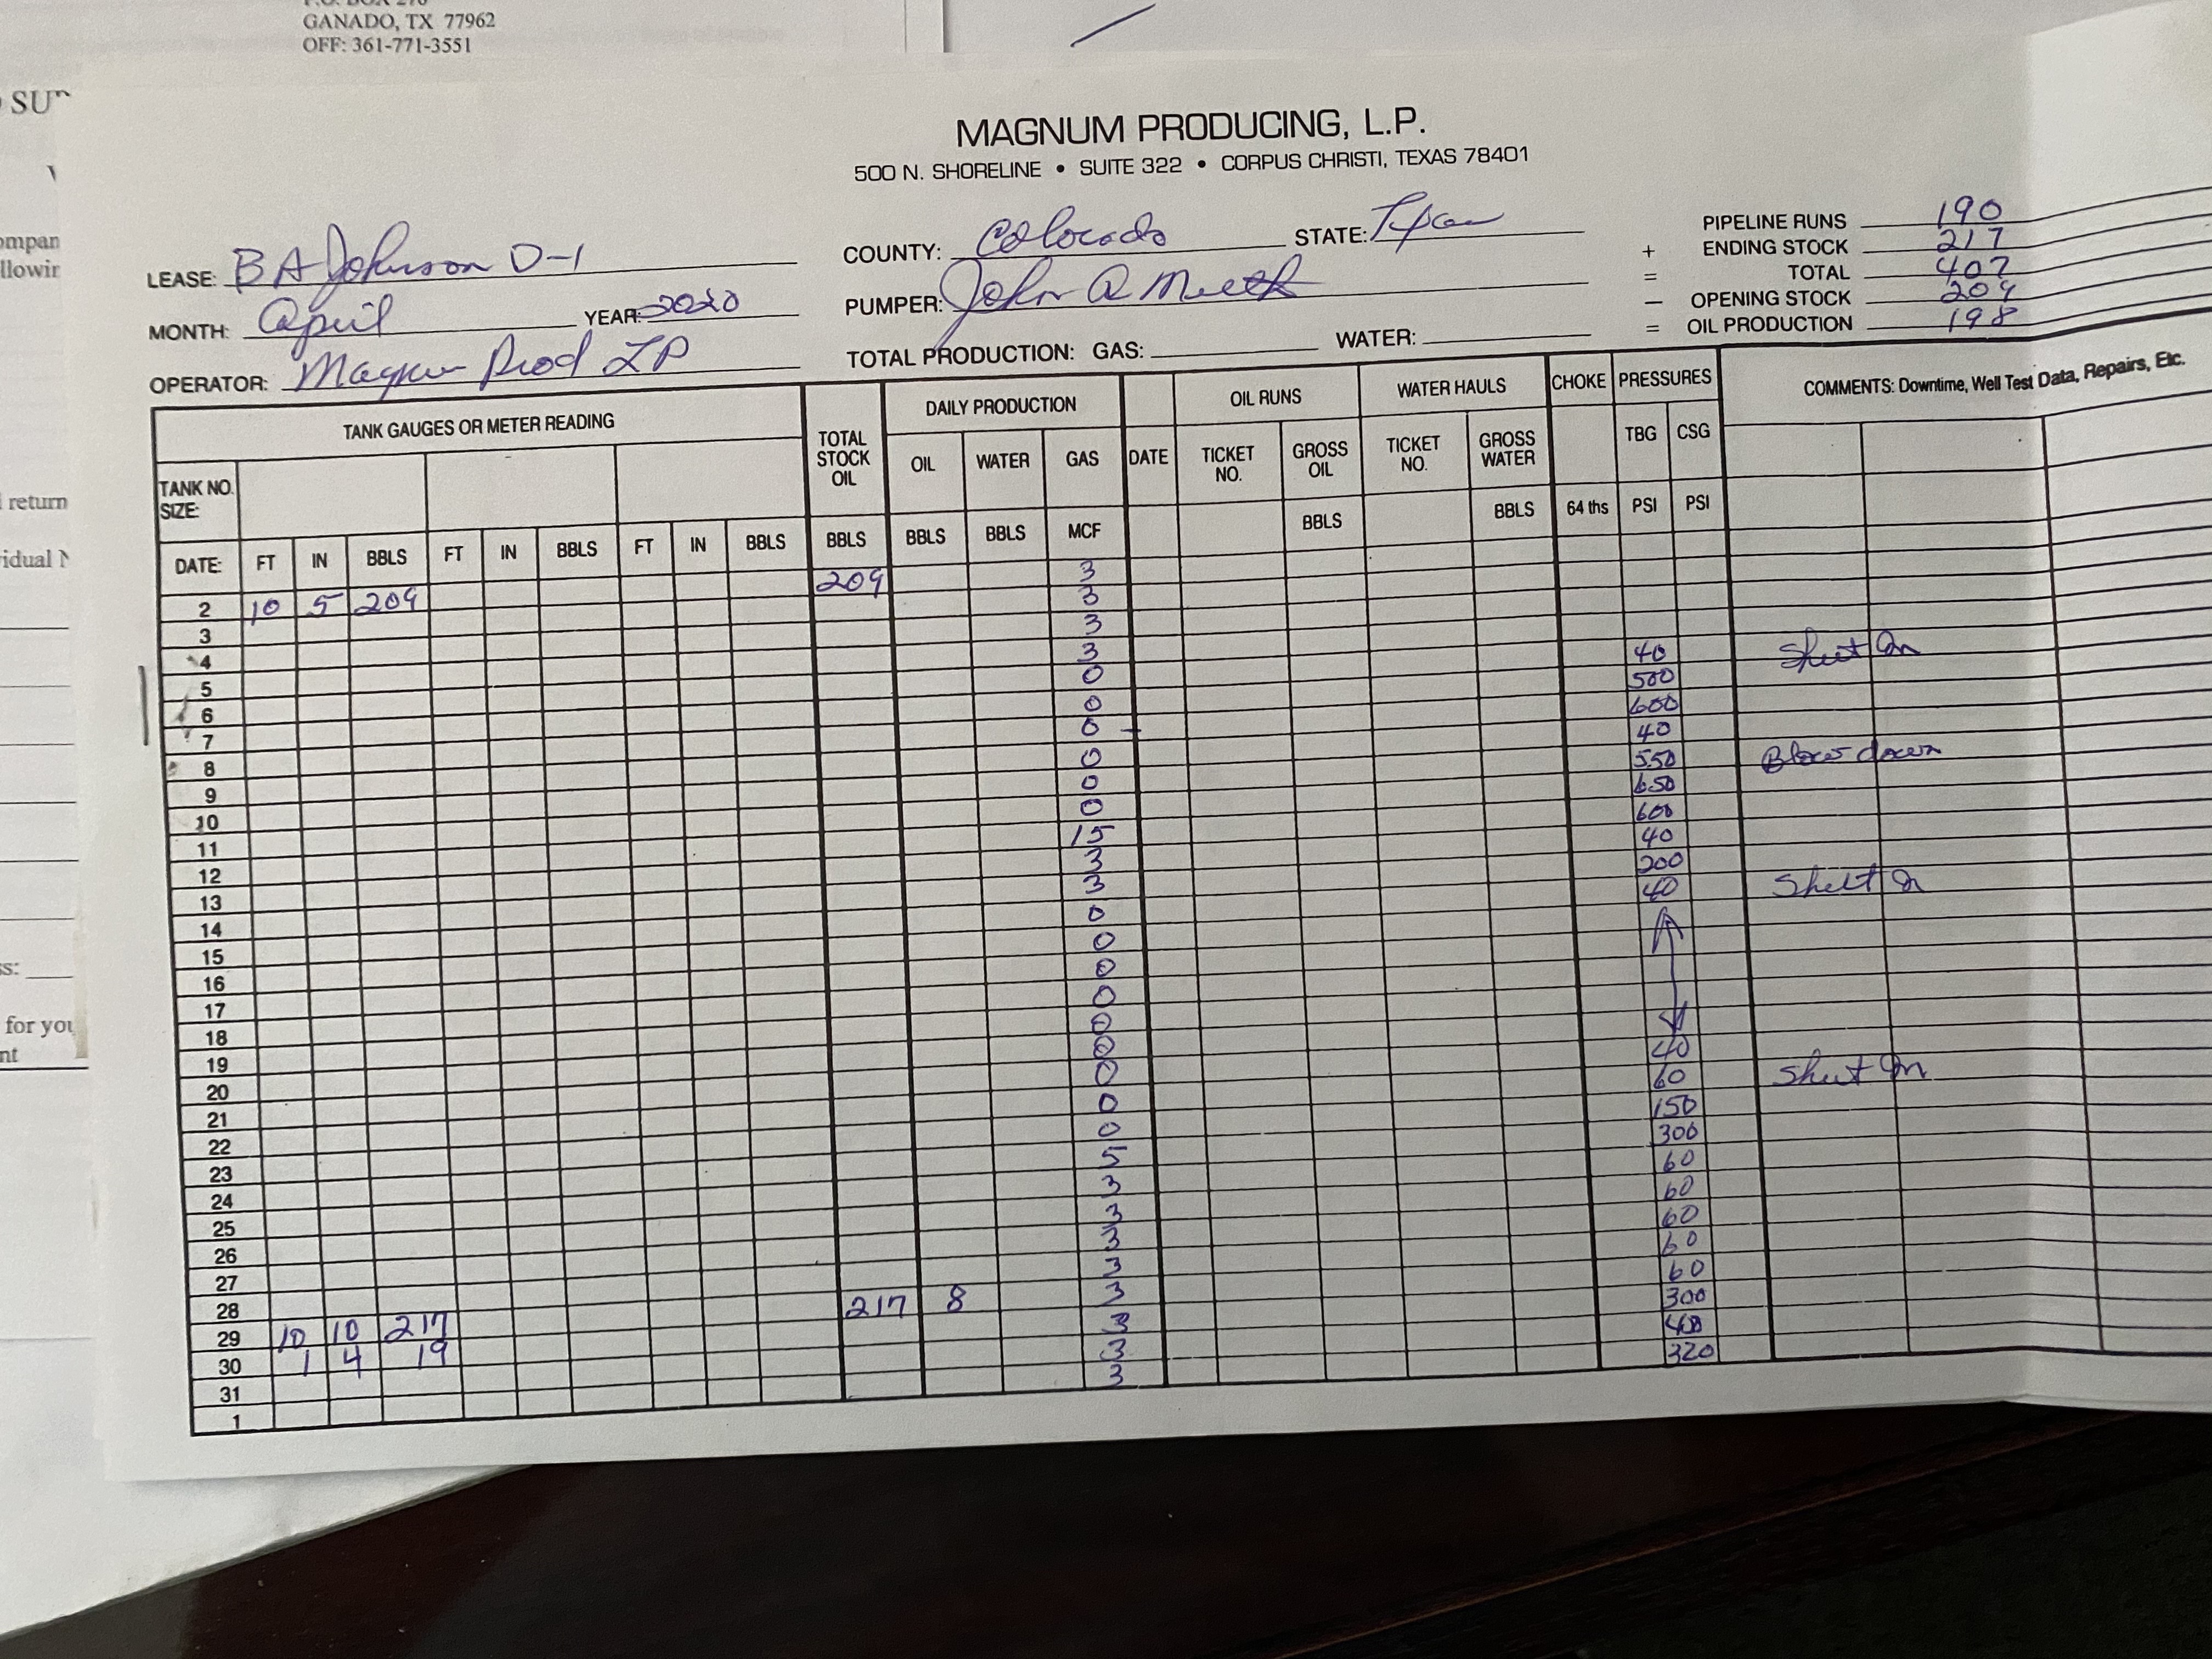 GANADO, TX 77962
OFF: 361-771-3551
MAGNUM PRODUCING, L.P.
500 N. SHORELINE • SUITE 322 • CORPUS CHRISTI, TEXAS 78401
LEASE: B A Johnson D-1 COUNTY: Colorado STATE: PIPELINE RUNS 190
+ ENDING STOCK 217
MONTH: April YEAR: 2020 PUMPER: John = TOTAL 407
— OPENING STOCK 209
OPERATOR: Magnum Prod LP TOTAL PRODUCTION: GAS: WATER: = OIL PRODUCTION 198
TANK GAUGES OR METER READING TOTAL STOCK OIL DAILY PRODUCTION DATE OIL RUNS WATER HAULS CHOKE PRESSURES COMMENTS: Downtime, Well Test Data, Repairs, Etc.
TANK NO. SIZE: OIL WATER GAS TICKET NO. GROSS OIL TICKET NO. GROSS WATER TBG CSG
DATE: FT IN BBLS FT IN BBLS FT IN BBLS BBLS BBLS BBLS MCF BBLS BBLS 64 ths PSI PSI
209 3
2 10 5 209 3
3 3
4 3 40 Shut In
5 0 500
6 0 600
7 0 40
8 0 550 Blow down
9 0 650
10 0 600
11 15 40
12 3 200
13 3 40 Shut In
14 0
15 0
16 0
17 0
18 0
19 0 40
20 0 60 Shut In
21 0 150
22 0 300
23 5 60
24 3 60
25 3 60
26 3 60
27 3 60
28 217 8 3 300
29 10 10 217 3 400
30 1 4 19 3 320
31 3
1